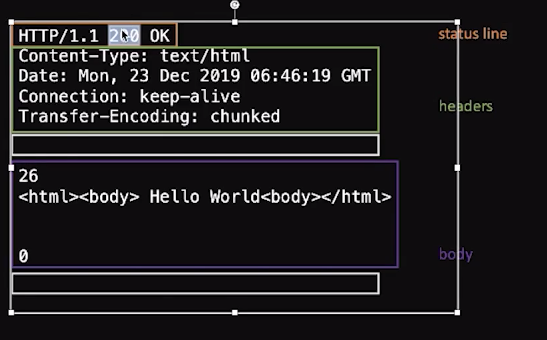 HTTP/1.1 200 OK
status line
Content-Type: text/html
Date: Mon, 23 Dec 2019 06:46:19 GMT
Connection: keep-alive
headers
Transfer-Encoding: chunked
26
<html><body> Hello World<body></html>
0
body